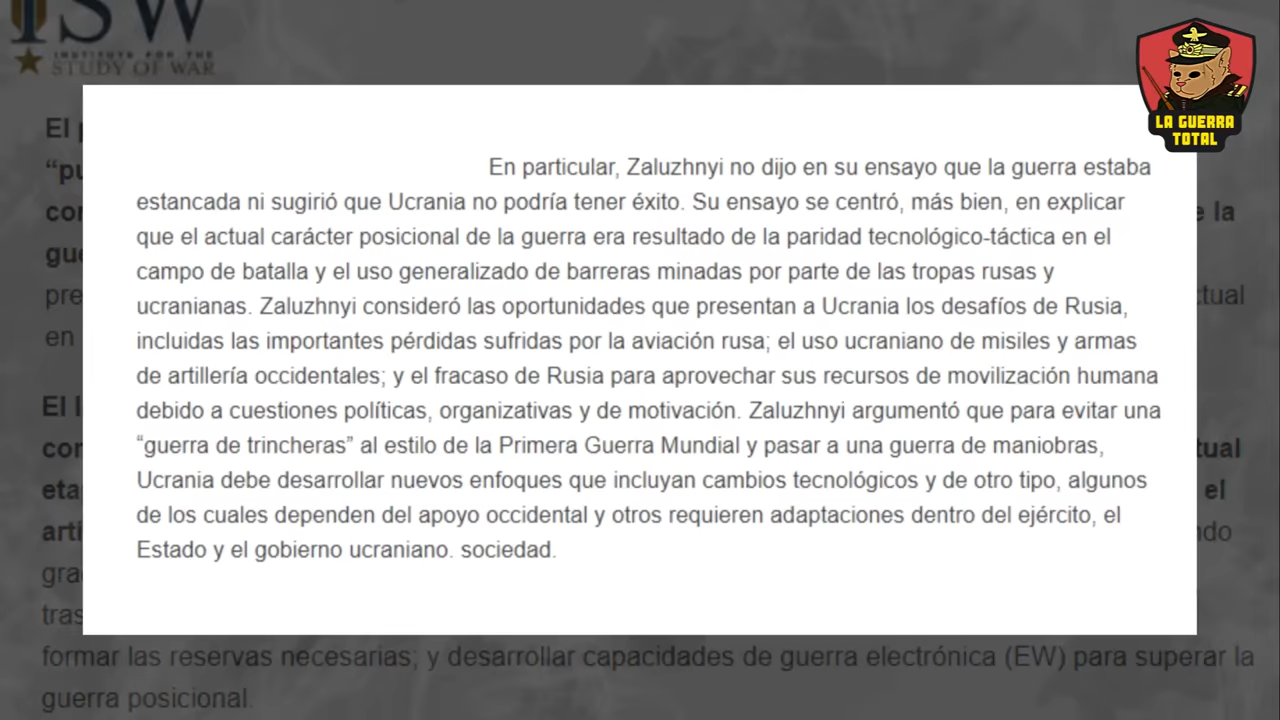 ISW
INSTITUTE FOR THE
STUDY OF WAR
LA GUERRA
TOTAL
El
“pu
con
gue
pre
en
En particular, Zaluzhnyi no dijo en su ensayo que la guerra estaba
estancada ni sugirió que Ucrania no podría tener éxito. Su ensayo se centró, más bien, en explicar
que el actual carácter posicional de la guerra era resultado de la paridad tecnológico-táctica en el
campo de batalla y el uso generalizado de barreras minadas por parte de las tropas rusas y
ucranianas. Zaluzhnyi consideró las oportunidades que presentan a Ucrania los desafíos de Rusia,
incluidas las importantes pérdidas sufridas por la aviación rusa; el uso ucraniano de misiles y armas
de artillería occidentales; y el fracaso de Rusia para aprovechar sus recursos de movilización humana
debido a cuestiones políticas, organizativas y de motivación. Zaluzhnyi argumentó que para evitar una
“guerra de trincheras” al estilo de la Primera Guerra Mundial y pasar a una guerra de maniobras,
Ucrania debe desarrollar nuevos enfoques que incluyan cambios tecnológicos y de otro tipo, algunos
de los cuales dependen del apoyo occidental y otros requieren adaptaciones dentro del ejército, el
Estado y el gobierno ucraniano. sociedad.
formar las reservas necesarias; y desarrollar capacidades de guerra electrónica (EW) para superar la
guerra posicional.